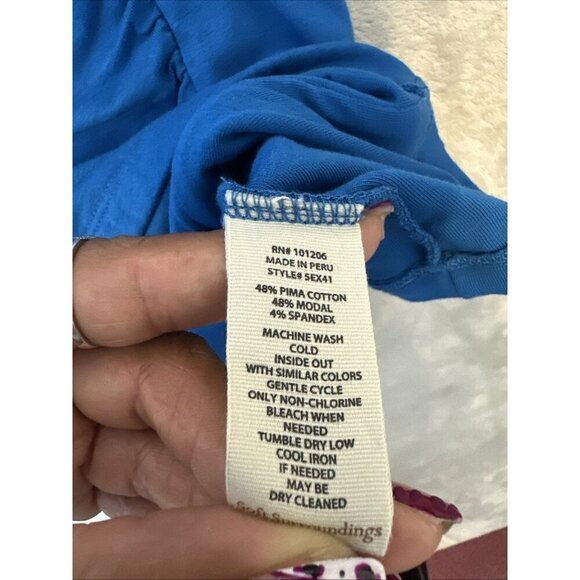 RN# 101206
MADE IN PERU
STYLE# 5EX41
48% PIMA COTTON
48% MODAL
4% SPANDEX
MACHINE WASH
COLD
INSIDE OUT
WITH SIMILAR COLORS
GENTLE CYCLE
ONLY NON-CHLORINE
BLEACH WHEN
NEEDED
TUMBLE DRY LOW
COOL IRON
IF NEEDED
MAY BE
DRY CLEANED
Soft Surroundings